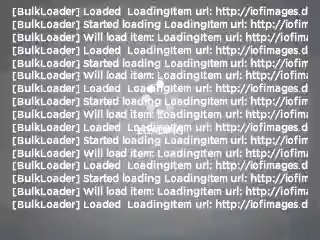 [BulkLoader] Loaded LoadingItem url: http://iofimages.d
[BulkLoader] Started loading LoadingItem url: http://iofim
[BulkLoader] Will load item: LoadingItem url: http://iofima
[BulkLoader] Loaded LoadingItem url: http://iofimages.d
[BulkLoader] Started loading LoadingItem url: http://iofim
[BulkLoader] Will load item: LoadingItem url: http://iofima
[BulkLoader] Loaded LoadingItem url: http://iofimages.d
[BulkLoader] Started loading LoadingItem url: http://iofim
[BulkLoader] Will load item: LoadingItem url: http://iofima
[BulkLoader] Loaded LoadingItem url: http://iofimages.d
[BulkLoader] Started loading LoadingItem url: http://iofim
[BulkLoader] Will load item: LoadingItem url: http://iofima
[BulkLoader] Loaded LoadingItem url: http://iofimages.d
[BulkLoader] Started loading LoadingItem url: http://iofim
[BulkLoader] Will load item: LoadingItem url: http://iofima
[BulkLoader] Loaded LoadingItem url: http://iofimages.d